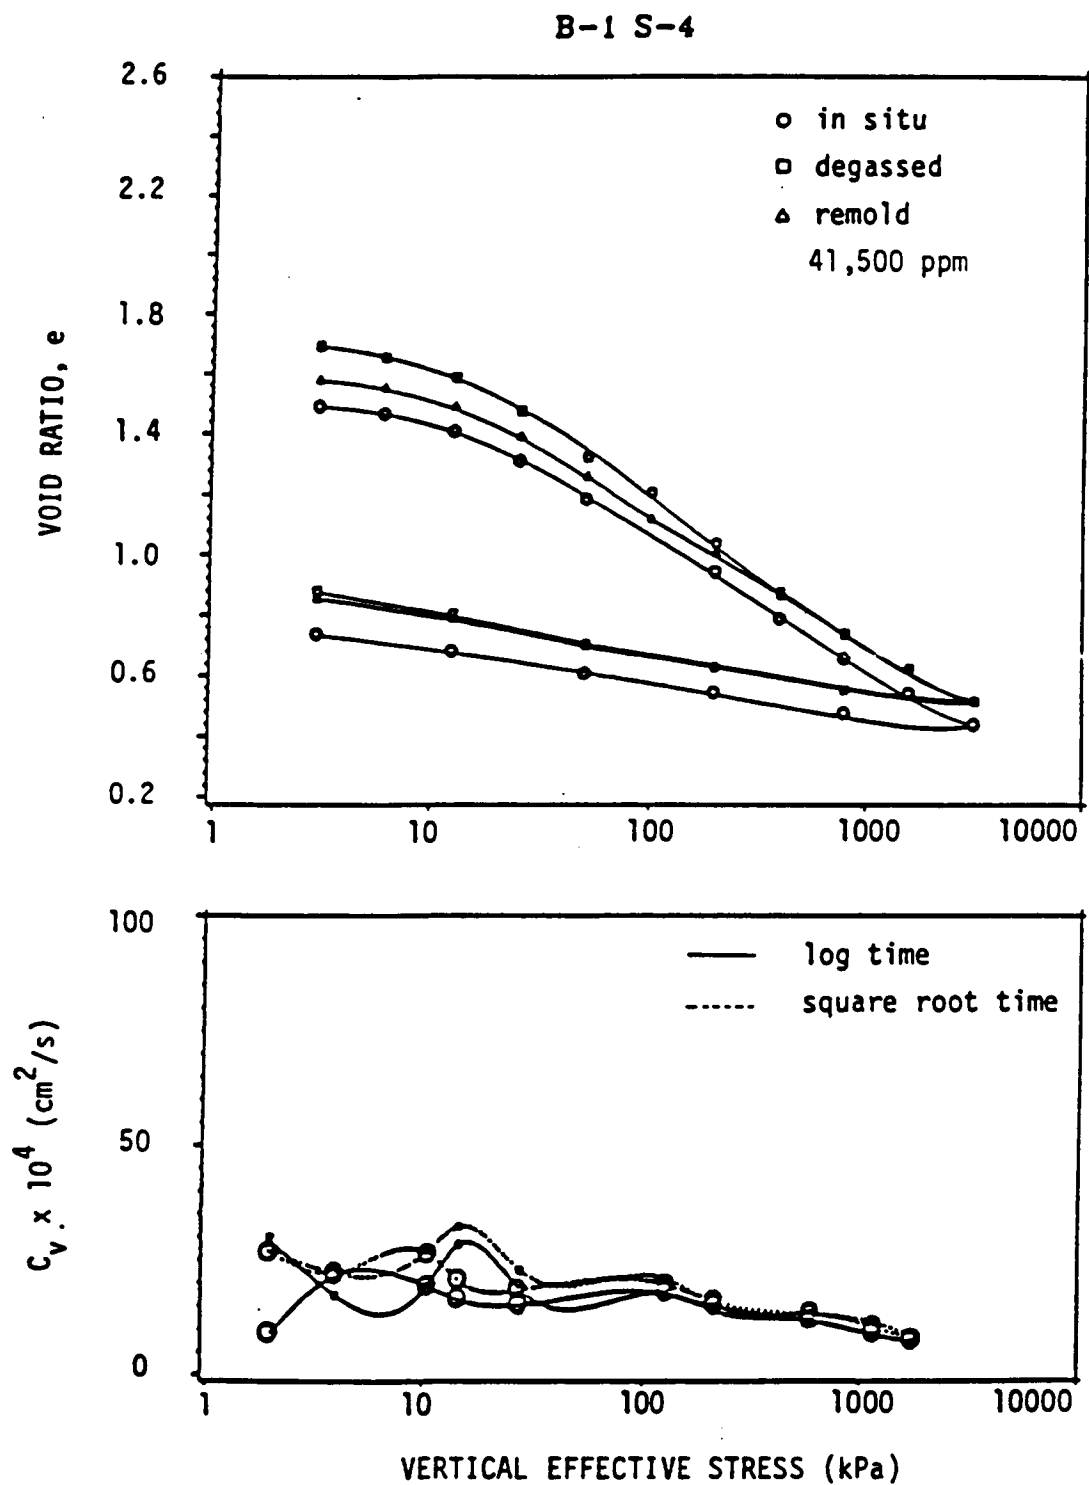 B-1 S-4
2.6
2.2
1.8
1.4
1.0
0.6
0.2
VOID RATIO, e
in situ
degassed
remold
41,500 ppm
1 10 100 1000 10000
100
50
0
C_v. x 10^4 (cm^2/s)
log time
square root time
1 10 100 1000 10000
VERTICAL EFFECTIVE STRESS (kPa)